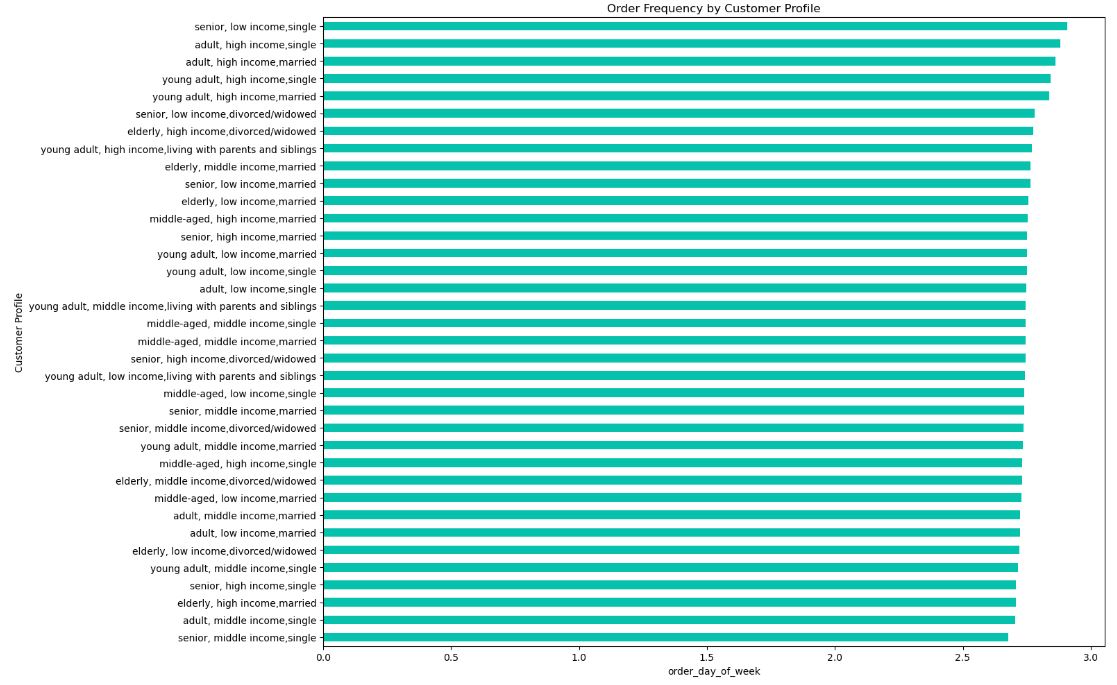 Order Frequency by Customer Profile
senior, low income,single
adult, high income,single
adult, high income,married
young adult, high income,single
young adult, high income,married
senior, low income,divorced/widowed
elderly, high income,divorced/widowed
young adult, high income,living with parents and siblings
elderly, middle income,married
senior, low income,married
elderly, low income,married
middle-aged, high income,married
senior, high income,married
young adult, low income,married
young adult, low income,single
adult, low income,single
young adult, middle income,living with parents and siblings
middle-aged, middle income,single
middle-aged, middle income,married
senior, high income,divorced/widowed
young adult, low income,living with parents and siblings
middle-aged, low income,single
senior, middle income,married
senior, middle income,divorced/widowed
young adult, middle income,married
middle-aged, high income,single
elderly, middle income,divorced/widowed
middle-aged, low income,married
adult, middle income,married
adult, low income,married
elderly, low income,divorced/widowed
young adult, middle income,single
senior, high income,single
elderly, high income,married
adult, middle income,single
senior, middle income,single
Customer Profile
0.0 0.5 1.0 1.5 2.0 2.5 3.0
order_day_of_week